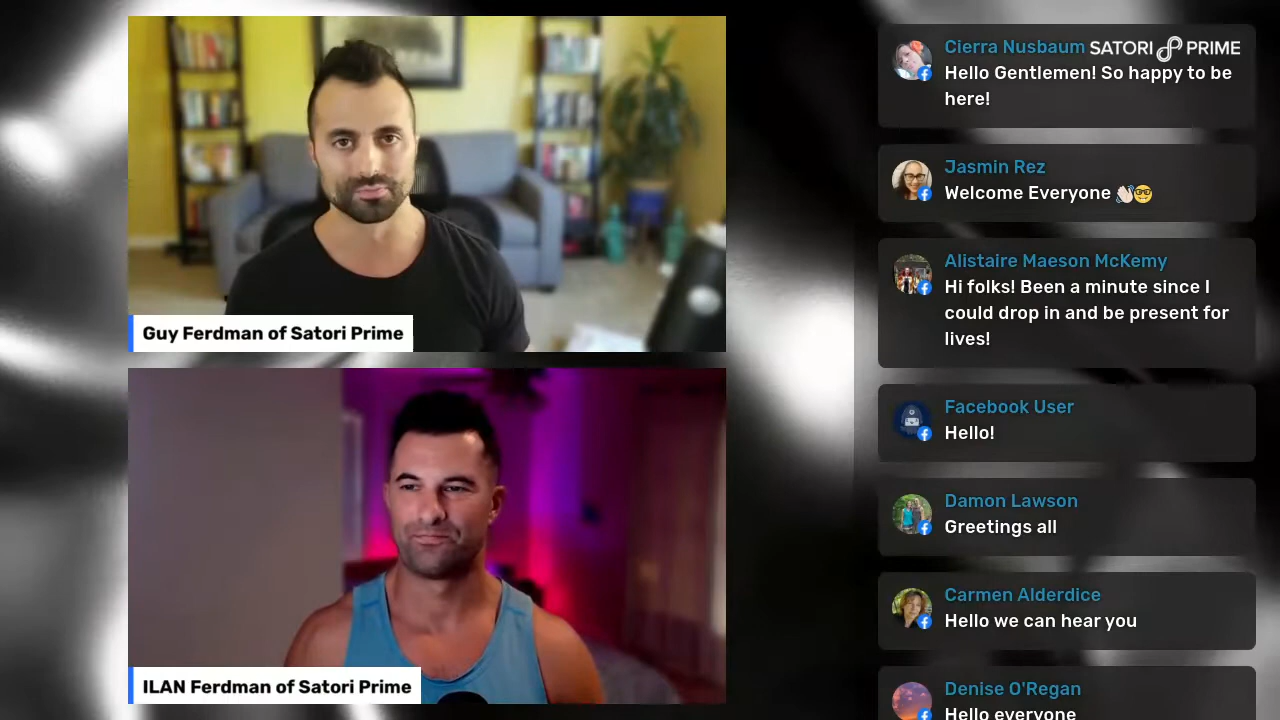 Guy Ferdman of Satori Prime
ILAN Ferdman of Satori Prime
SATORI PRIME
Cierra Nusbaum
Hello Gentlemen! So happy to be
here!
Jasmin Rez
Welcome Everyone 👋🏻🤓
Alistaire Maeson McKemy
Hi folks! Been a minute since I
could drop in and be present for
lives!
Facebook User
Hello!
Damon Lawson
Greetings all
Carmen Alderdice
Hello we can hear you
Denise O'Regan
Hello everyone